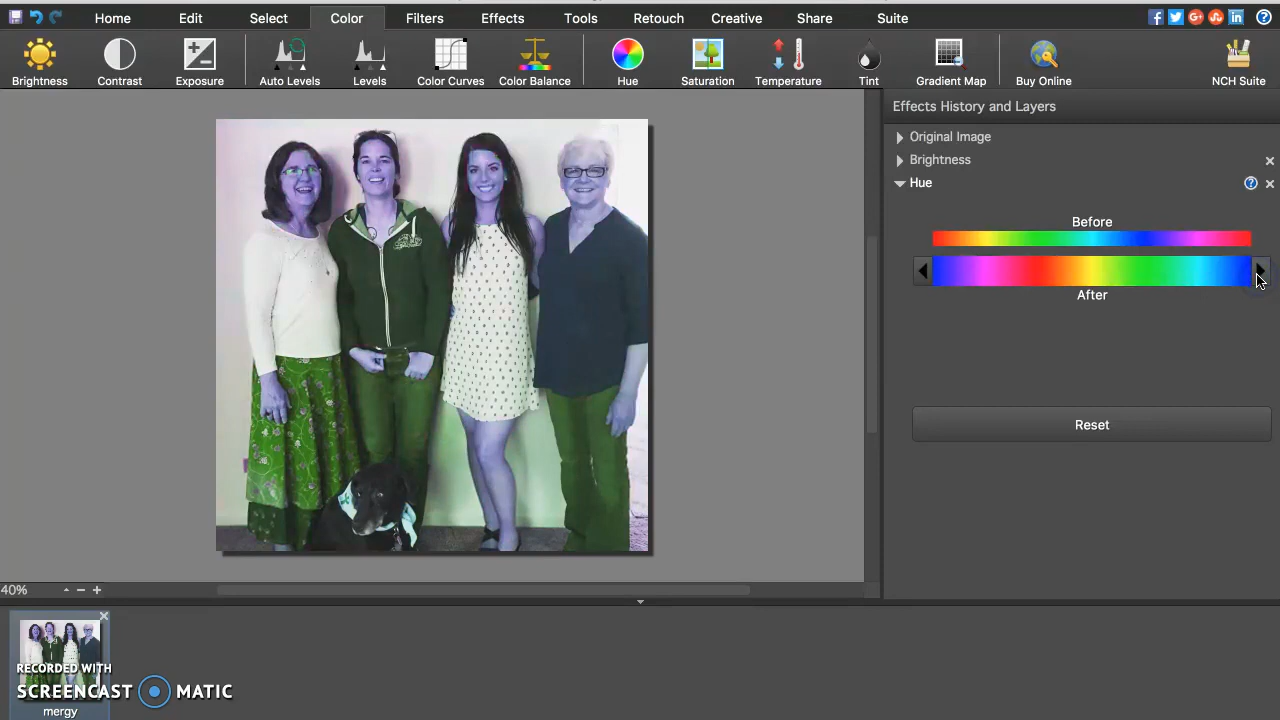 Home Edit Select Color Filters Effects Tools Retouch Creative Share Suite
Brightness Contrast Exposure Auto Levels Levels Color Curves Color Balance Hue Saturation Temperature Tint Gradient Map Buy Online NCH Suite
Effects History and Layers
Original Image
Brightness
Hue
Before
After
Reset
40%
RECORDED WITH
SCREENCAST MATIC
mergy